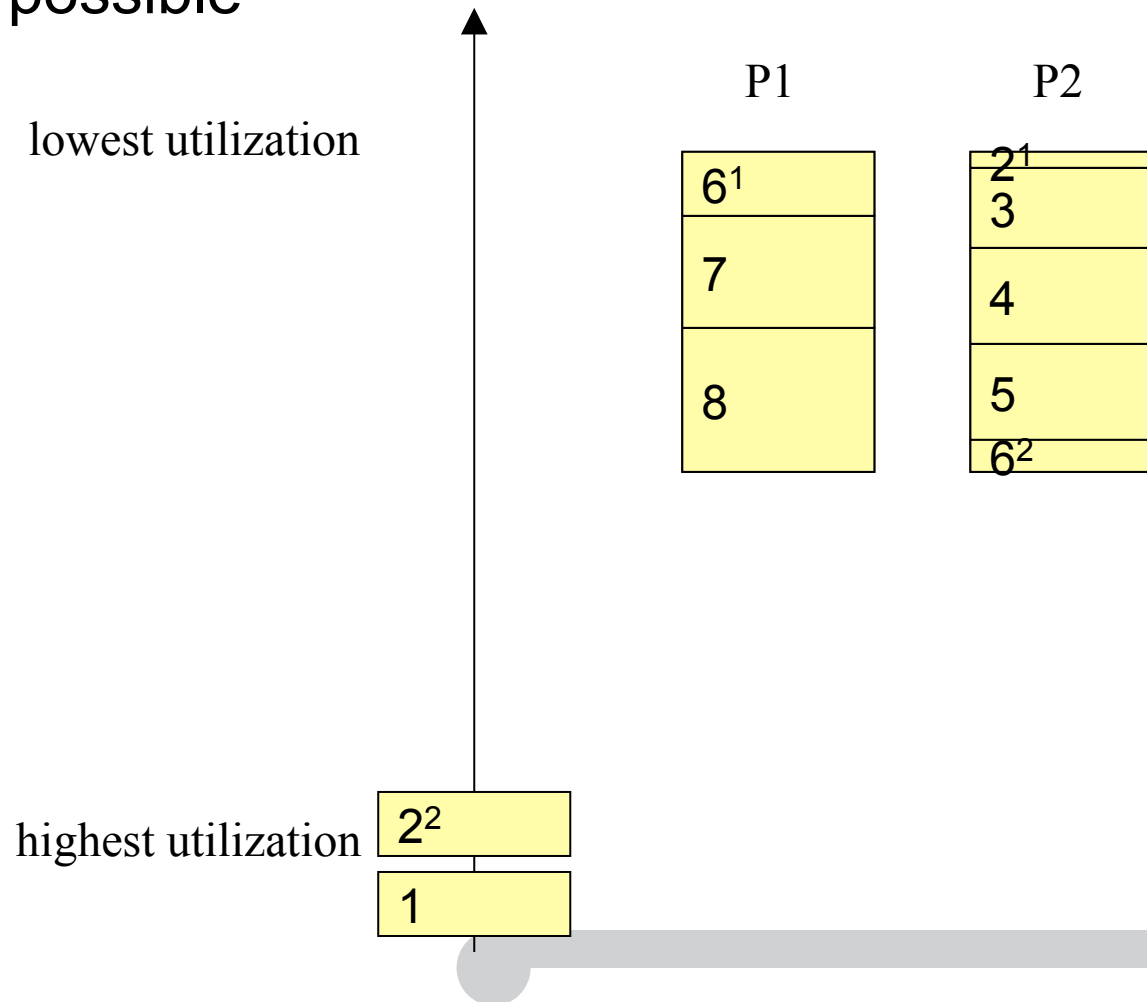 possible
P1 P2
lowest utilization
6¹ 2¹
3
7
4
8 5
6²
highest utilization 2²
1